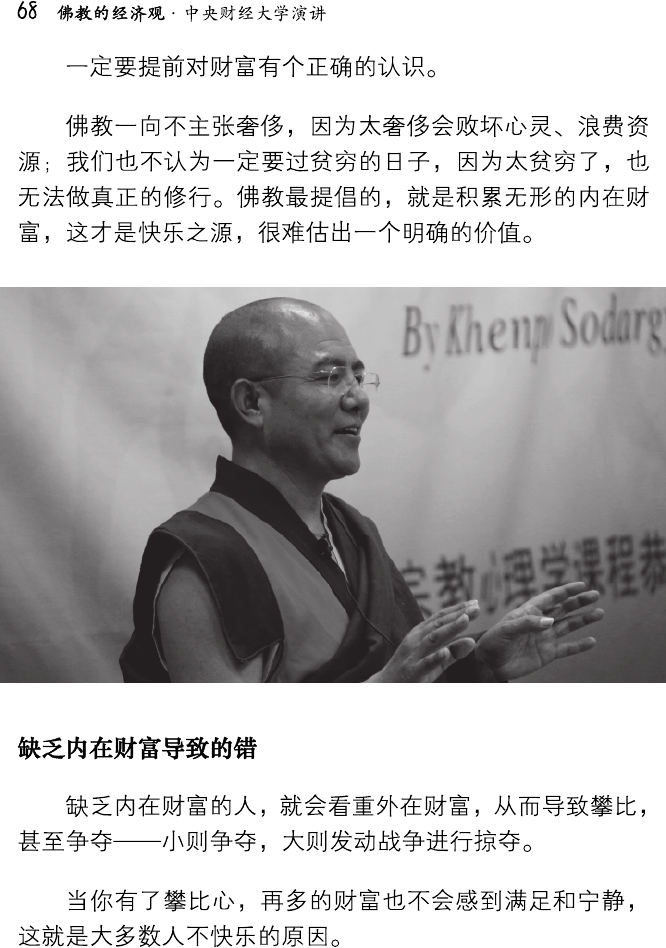 68 佛教的经济观·中央财经大学演讲
一定要提前对财富有个正确的认识。
佛教一向不主张奢侈，因为太奢侈会败坏心灵、浪费资
源；我们也不认为一定要过贫穷的日子，因为太贫穷了，也
无法做真正的修行。佛教最提倡的，就是积累无形的内在财
富，这才是快乐之源，很难估出一个明确的价值。
By Khenp Sodarg
宗教心理学课程恭
缺乏内在财富导致的错
缺乏内在财富的人，就会看重外在财富，从而导致攀比，
甚至争夺——小则争夺，大则发动战争进行掠夺。
当你有了攀比心，再多的财富也不会感到满足和宁静，
这就是大多数人不快乐的原因。